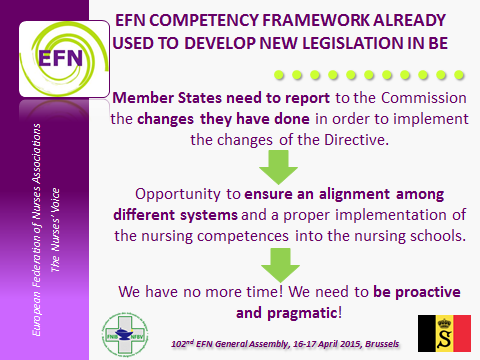 EFN COMPETENCY FRAMEWORK ALREADY
USED TO DEVELOP NEW LEGISLATION IN BE
EFN
Member States need to report to the Commission
the changes they have done in order to implement
the changes of the Directive.
Opportunity to ensure an alignment among
different systems and a proper implementation of
the nursing competences into the nursing schools.
We have no more time! We need to be proactive
and pragmatic!
European Federation of Nurses Associations
The Nurses' Voice
102nd EFN General Assembly, 16-17 April 2015, Brussels
S